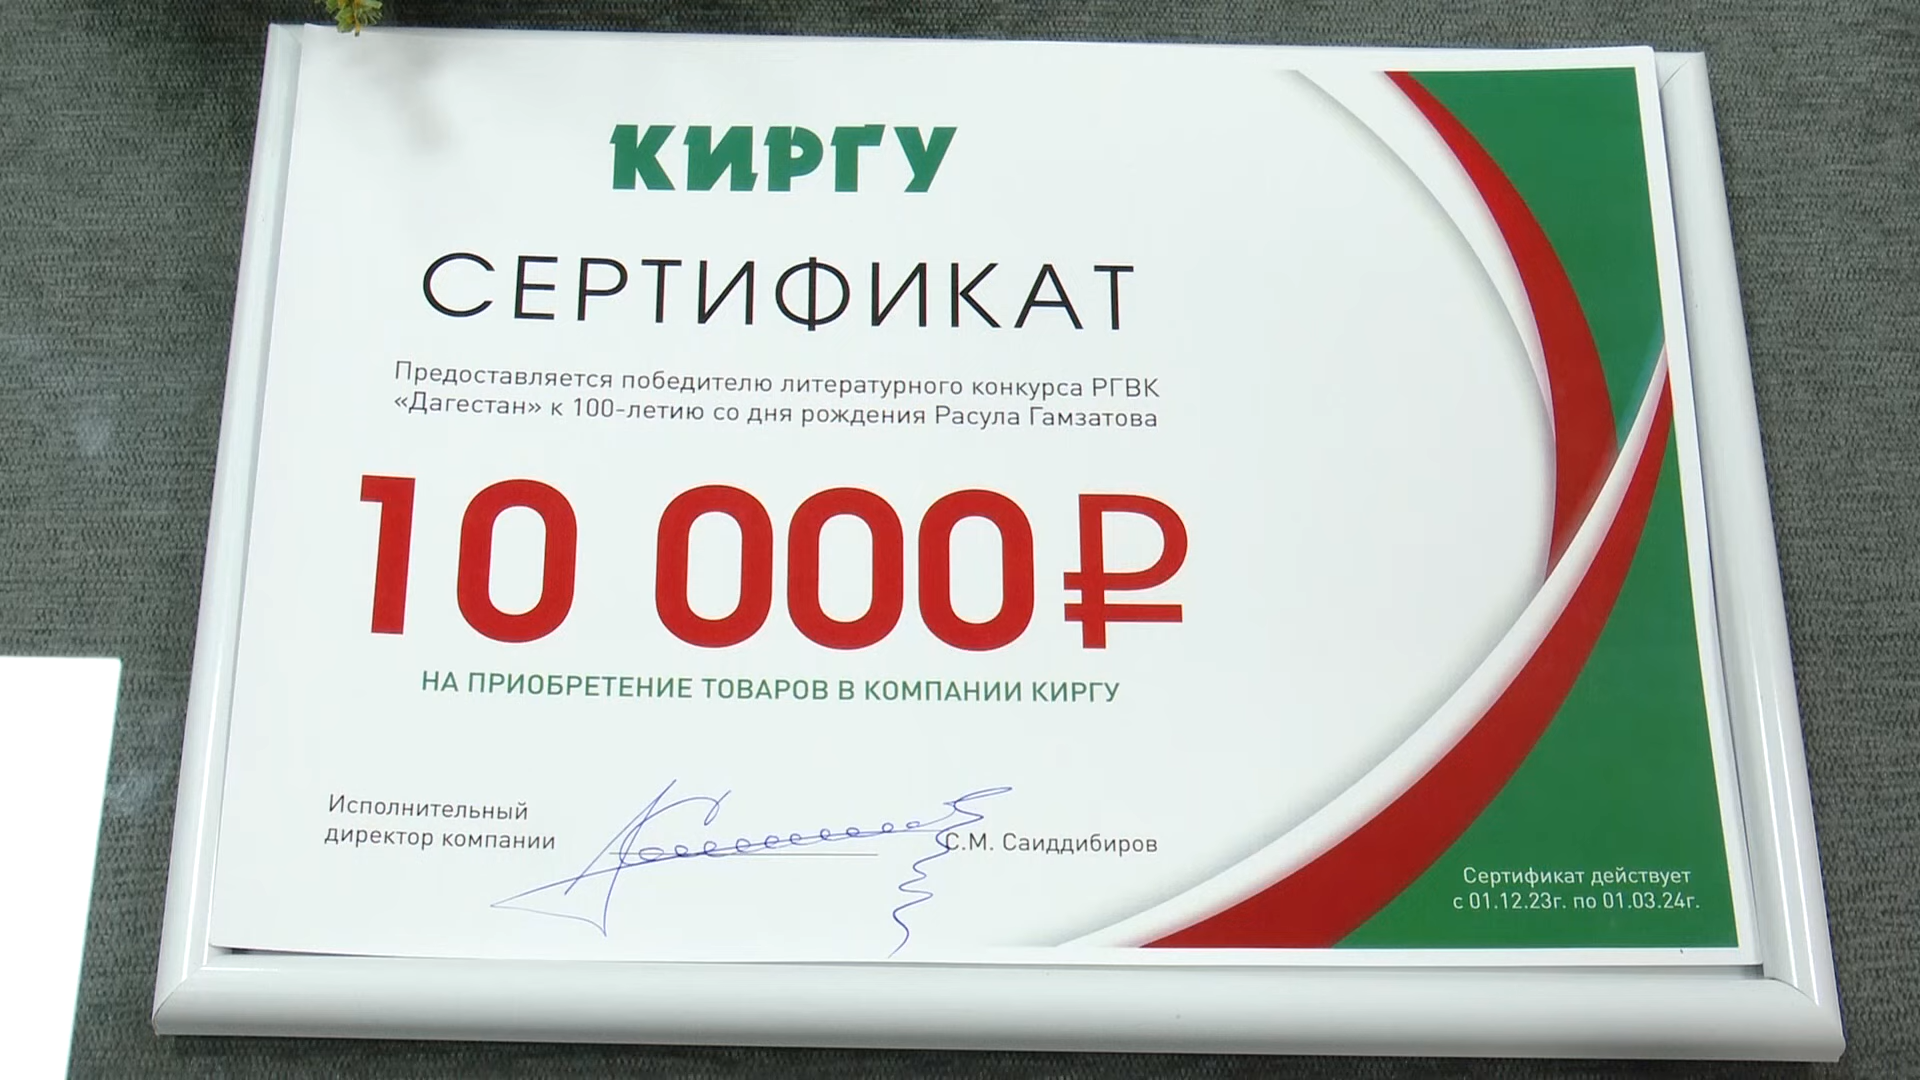 КИРГУ
СЕРТИФИКАТ
Предоставляется победителю литературного конкурса РГВК
«Дагестан» к 100-летию со дня рождения Расула Гамзатова
10 000₽
НА ПРИОБРЕТЕНИЕ ТОВАРОВ В КОМПАНИИ КИРГУ
Исполнительный
директор компании
С.М. Саиддибиров
Сертификат действует
с 01.12.23г. по 01.03.24г.